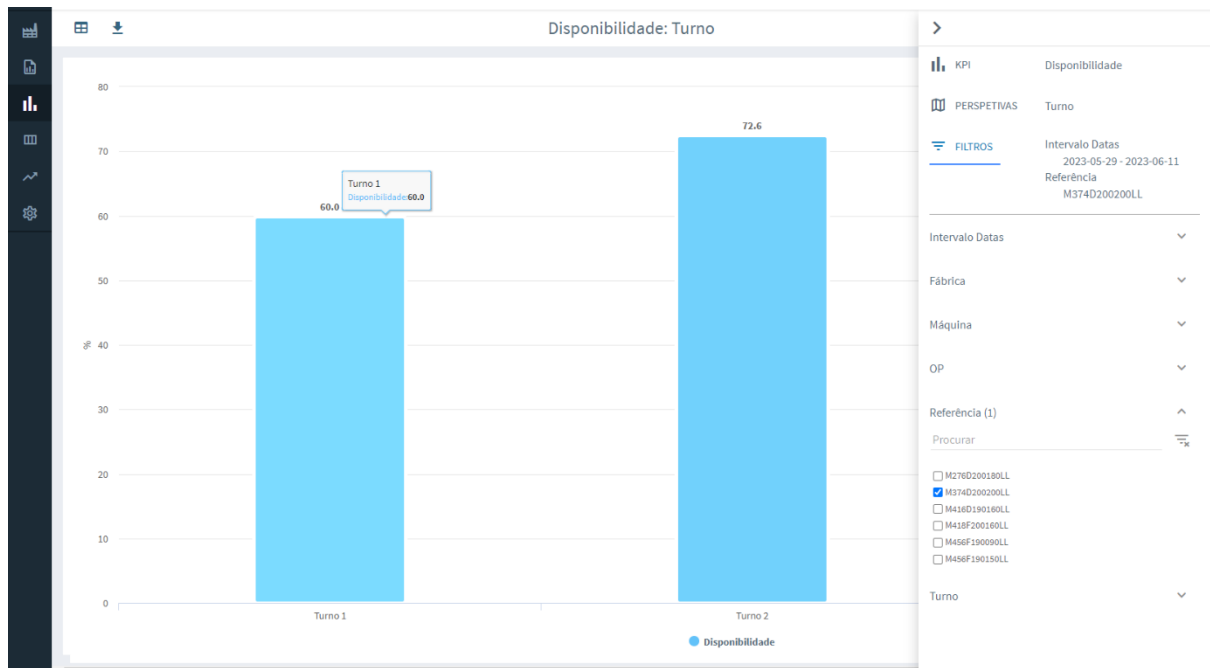 Disponibilidade: Turno
80
70
60
50
40
30
20
10
0
%
60.0
72.6
Turno 1
Disponibilidade:60.0
Turno 1
Turno 2
Disponibilidade
KPI
Disponibilidade
PERSPETIVAS
Turno
FILTROS
Intervalo Datas
2023-05-29 - 2023-06-11
Referência
M374D200200LL
Intervalo Datas
Fábrica
Máquina
OP
Referência (1)
Procurar
M276D200180LL
M374D200200LL
M416D190160LL
M418F200160LL
M456F190090LL
M456F190150LL
Turno